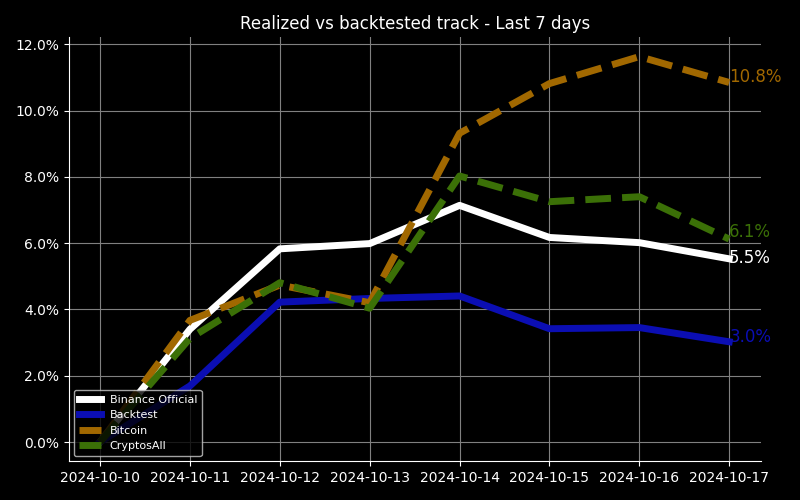 Realized vs backtested track - Last 7 days
12.0%
10.0%
8.0%
6.0%
4.0%
2.0%
0.0%
10.8%
6.1%
5.5%
3.0%
Binance Official
Backtest
Bitcoin
CryptosAll
2024-10-10 2024-10-11 2024-10-12 2024-10-13 2024-10-14 2024-10-15 2024-10-16 2024-10-17